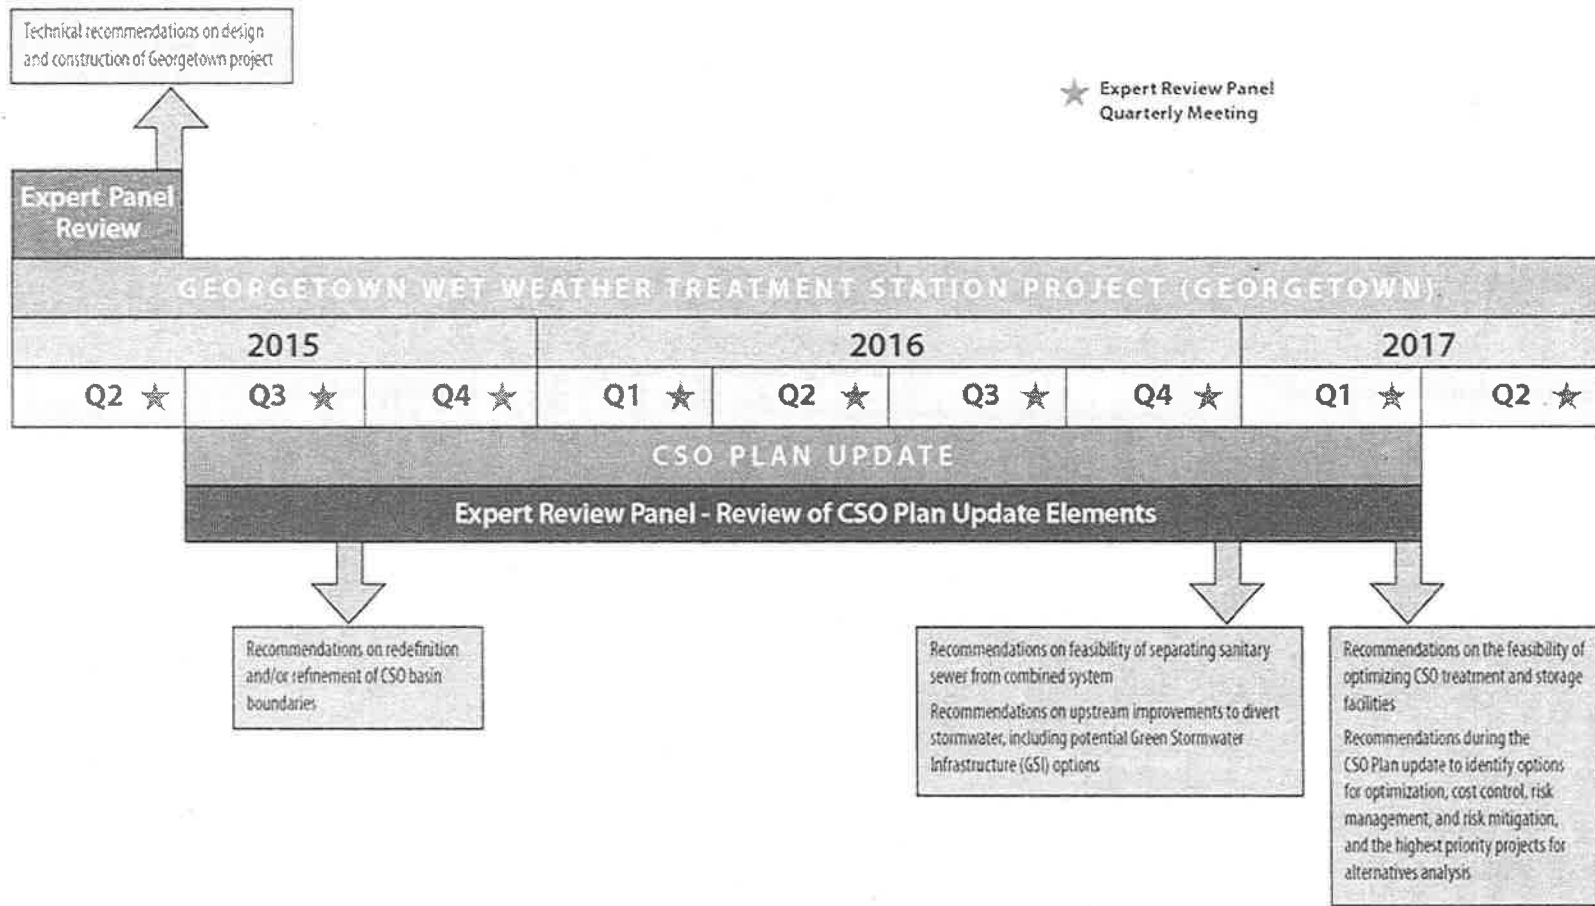 Technical recommendations on design
and construction of Georgetown project
Expert Review Panel
Quarterly Meeting
Expert Panel
Review
GEORGETOWN WET WEATHER TREATMENT STATION PROJECT (GEORGETOWN)
2015
2016
2017
Q2
Q3
Q4
Q1
Q2
Q3
Q4
Q1
Q2
CSO PLAN UPDATE
Expert Review Panel - Review of CSO Plan Update Elements
Recommendations on redefinition
and/or refinement of CSO basin
boundaries
Recommendations on feasibility of separating sanitary
sewer from combined system
Recommendations on upstream improvements to divert
stormwater, including potential Green Stormwater
Infrastructure (GSI) options
Recommendations on the feasibility of
optimizing CSO treatment and storage
facilities
Recommendations during the
CSO Plan update to identify options
for optimization, cost control, risk
management, and risk mitigation,
and the highest priority projects for
alternatives analysis